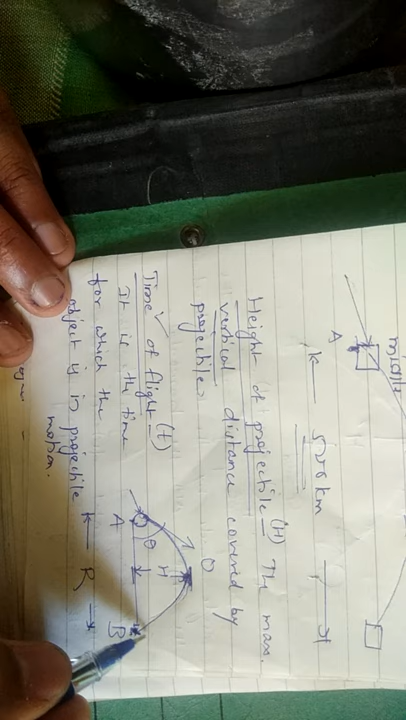 missile
A
500 km
Height of projectile (H) The max.
vertical distance covered by
projectile.
Time of flight (t)
It is the time
for which the
object is in projectile
motion.
θ
H
A
B
R